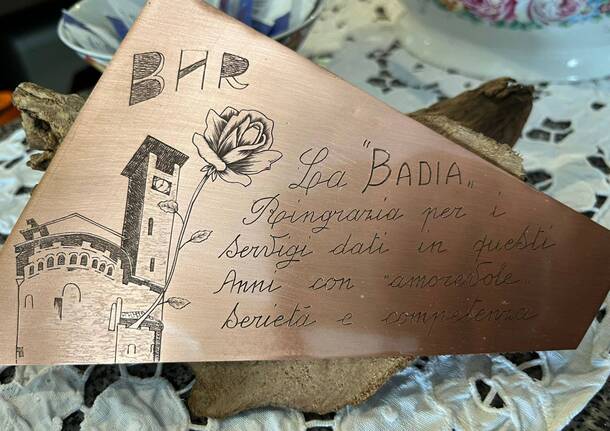 BAR
La "BADIA"
Ringrazia per i
servigi dati in questi
Anni con "amorevole"
serietà e competenza